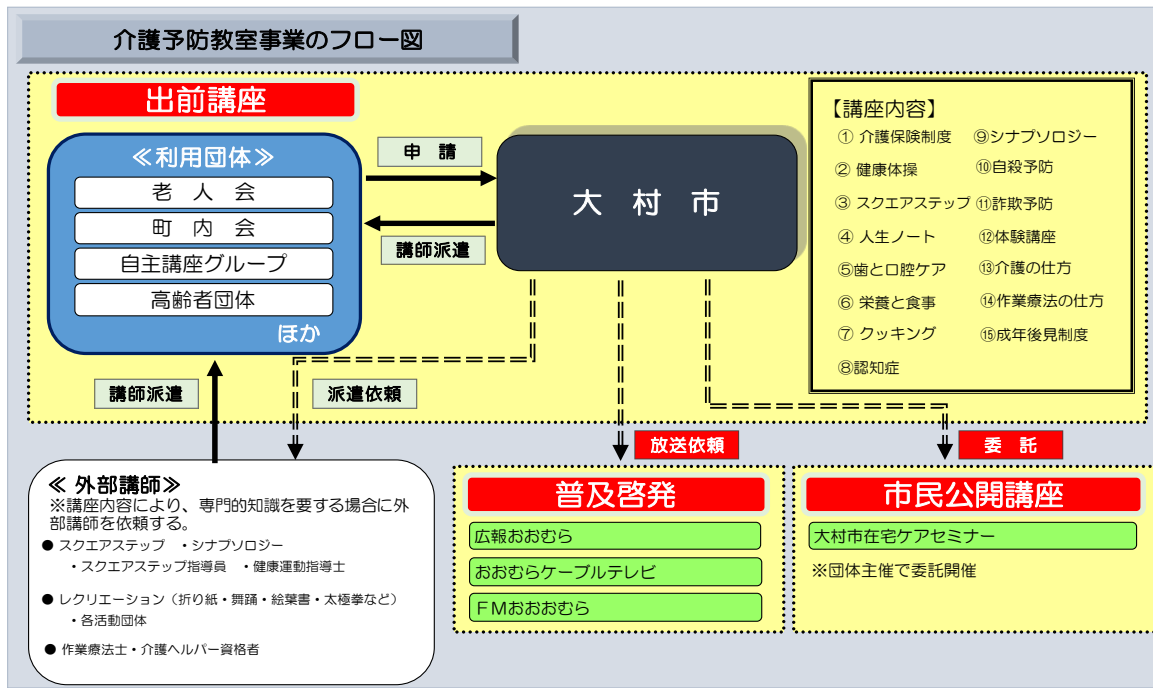 介護予防教室事業のフロー図
出前講座
≪利用団体≫
老 人 会
町 内 会
自主講座グループ
高齢者団体
ほか
申 請
講師派遣
大 村 市
【講座内容】
① 介護保険制度
② 健康体操
③ スクエアステップ
④ 人生ノート
⑤歯と口腔ケア
⑥ 栄養と食事
⑦ クッキング
⑧認知症
⑨シナプソロジー
⑩自殺予防
⑪詐欺予防
⑫体験講座
⑬介護の仕方
⑭作業療法の仕方
⑮成年後見制度
講師派遣
派遣依頼
放送依頼
委 託
≪ 外部講師≫
※講座内容により、専門的知識を要する場合に外
部講師を依頼する。
● スクエアステップ ・シナプソロジー
・スクエアステップ指導員 ・健康運動指導士
● レクリエーション（折り紙・舞踊・絵葉書・太極拳など）
・各活動団体
● 作業療法士・介護ヘルパー資格者
普及啓発
広報おおむら
おおむらケーブルテレビ
ＦＭおおおむら
市民公開講座
大村市在宅ケアセミナー
※団体主催で委託開催